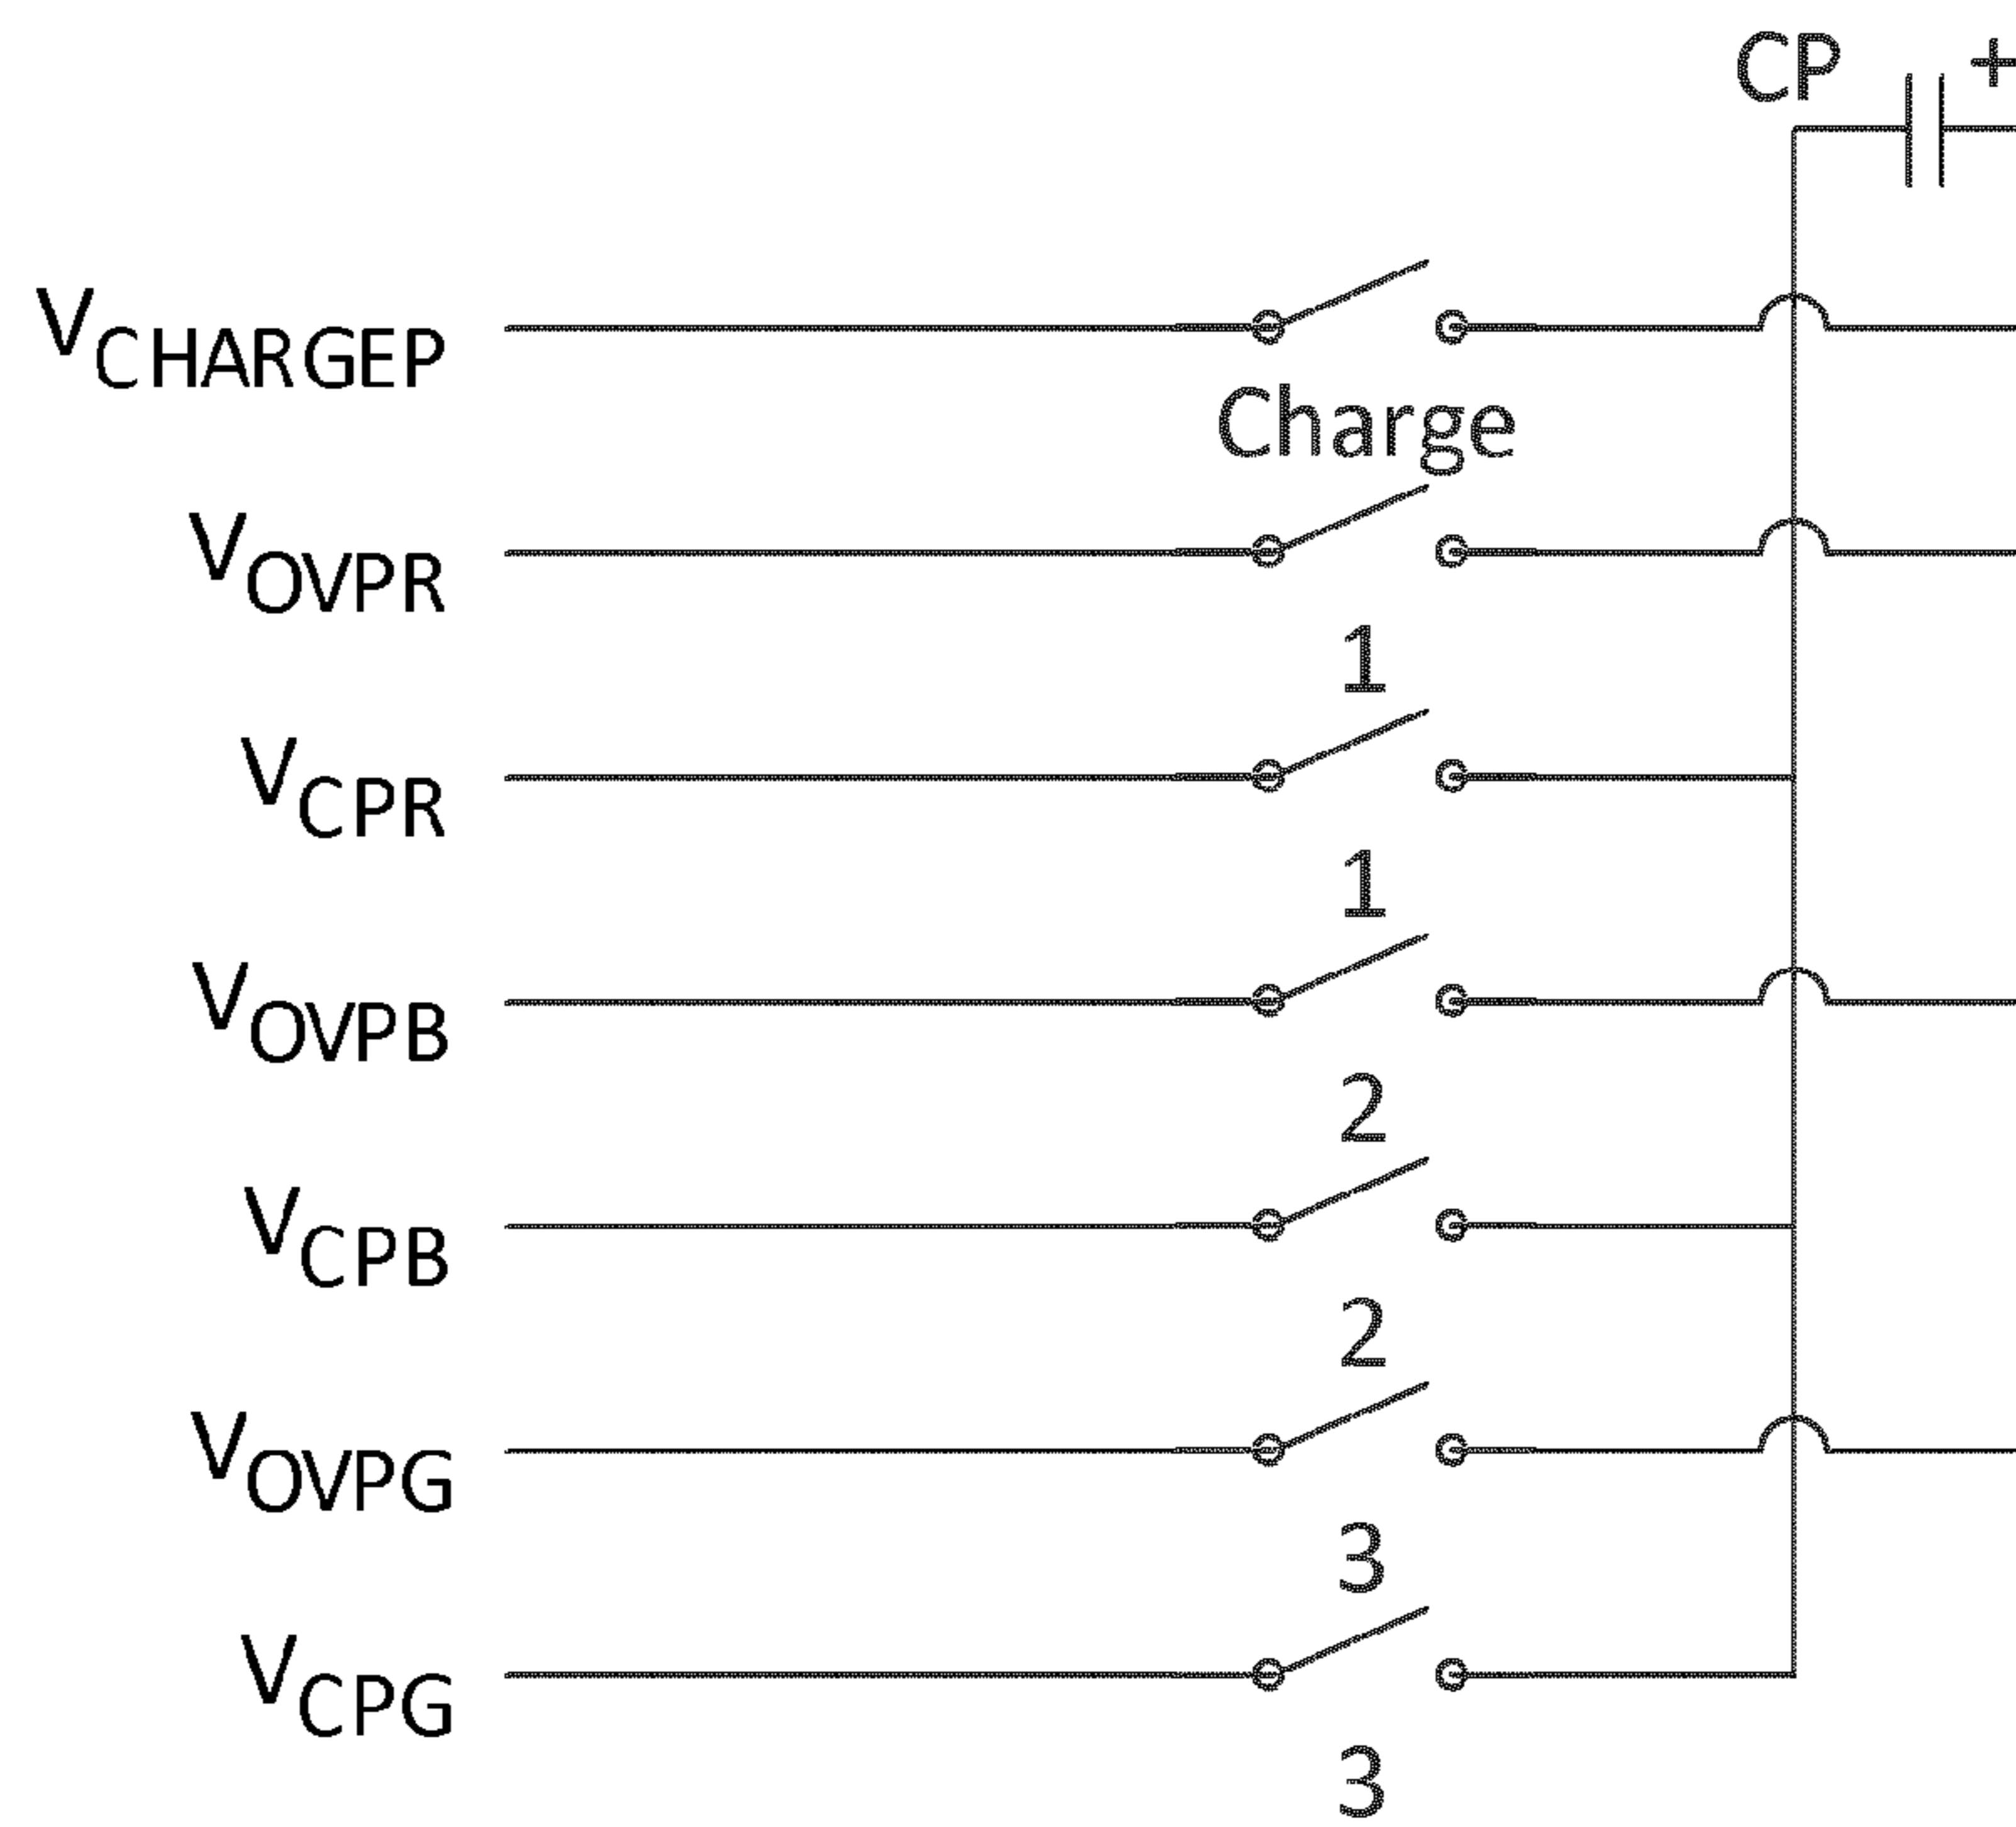 CP +
VCHARGEP
Charge
VOVPR
1
VCPR
1
VOVPB
2
VCPB
2
VOVPG
3
VCPG
3